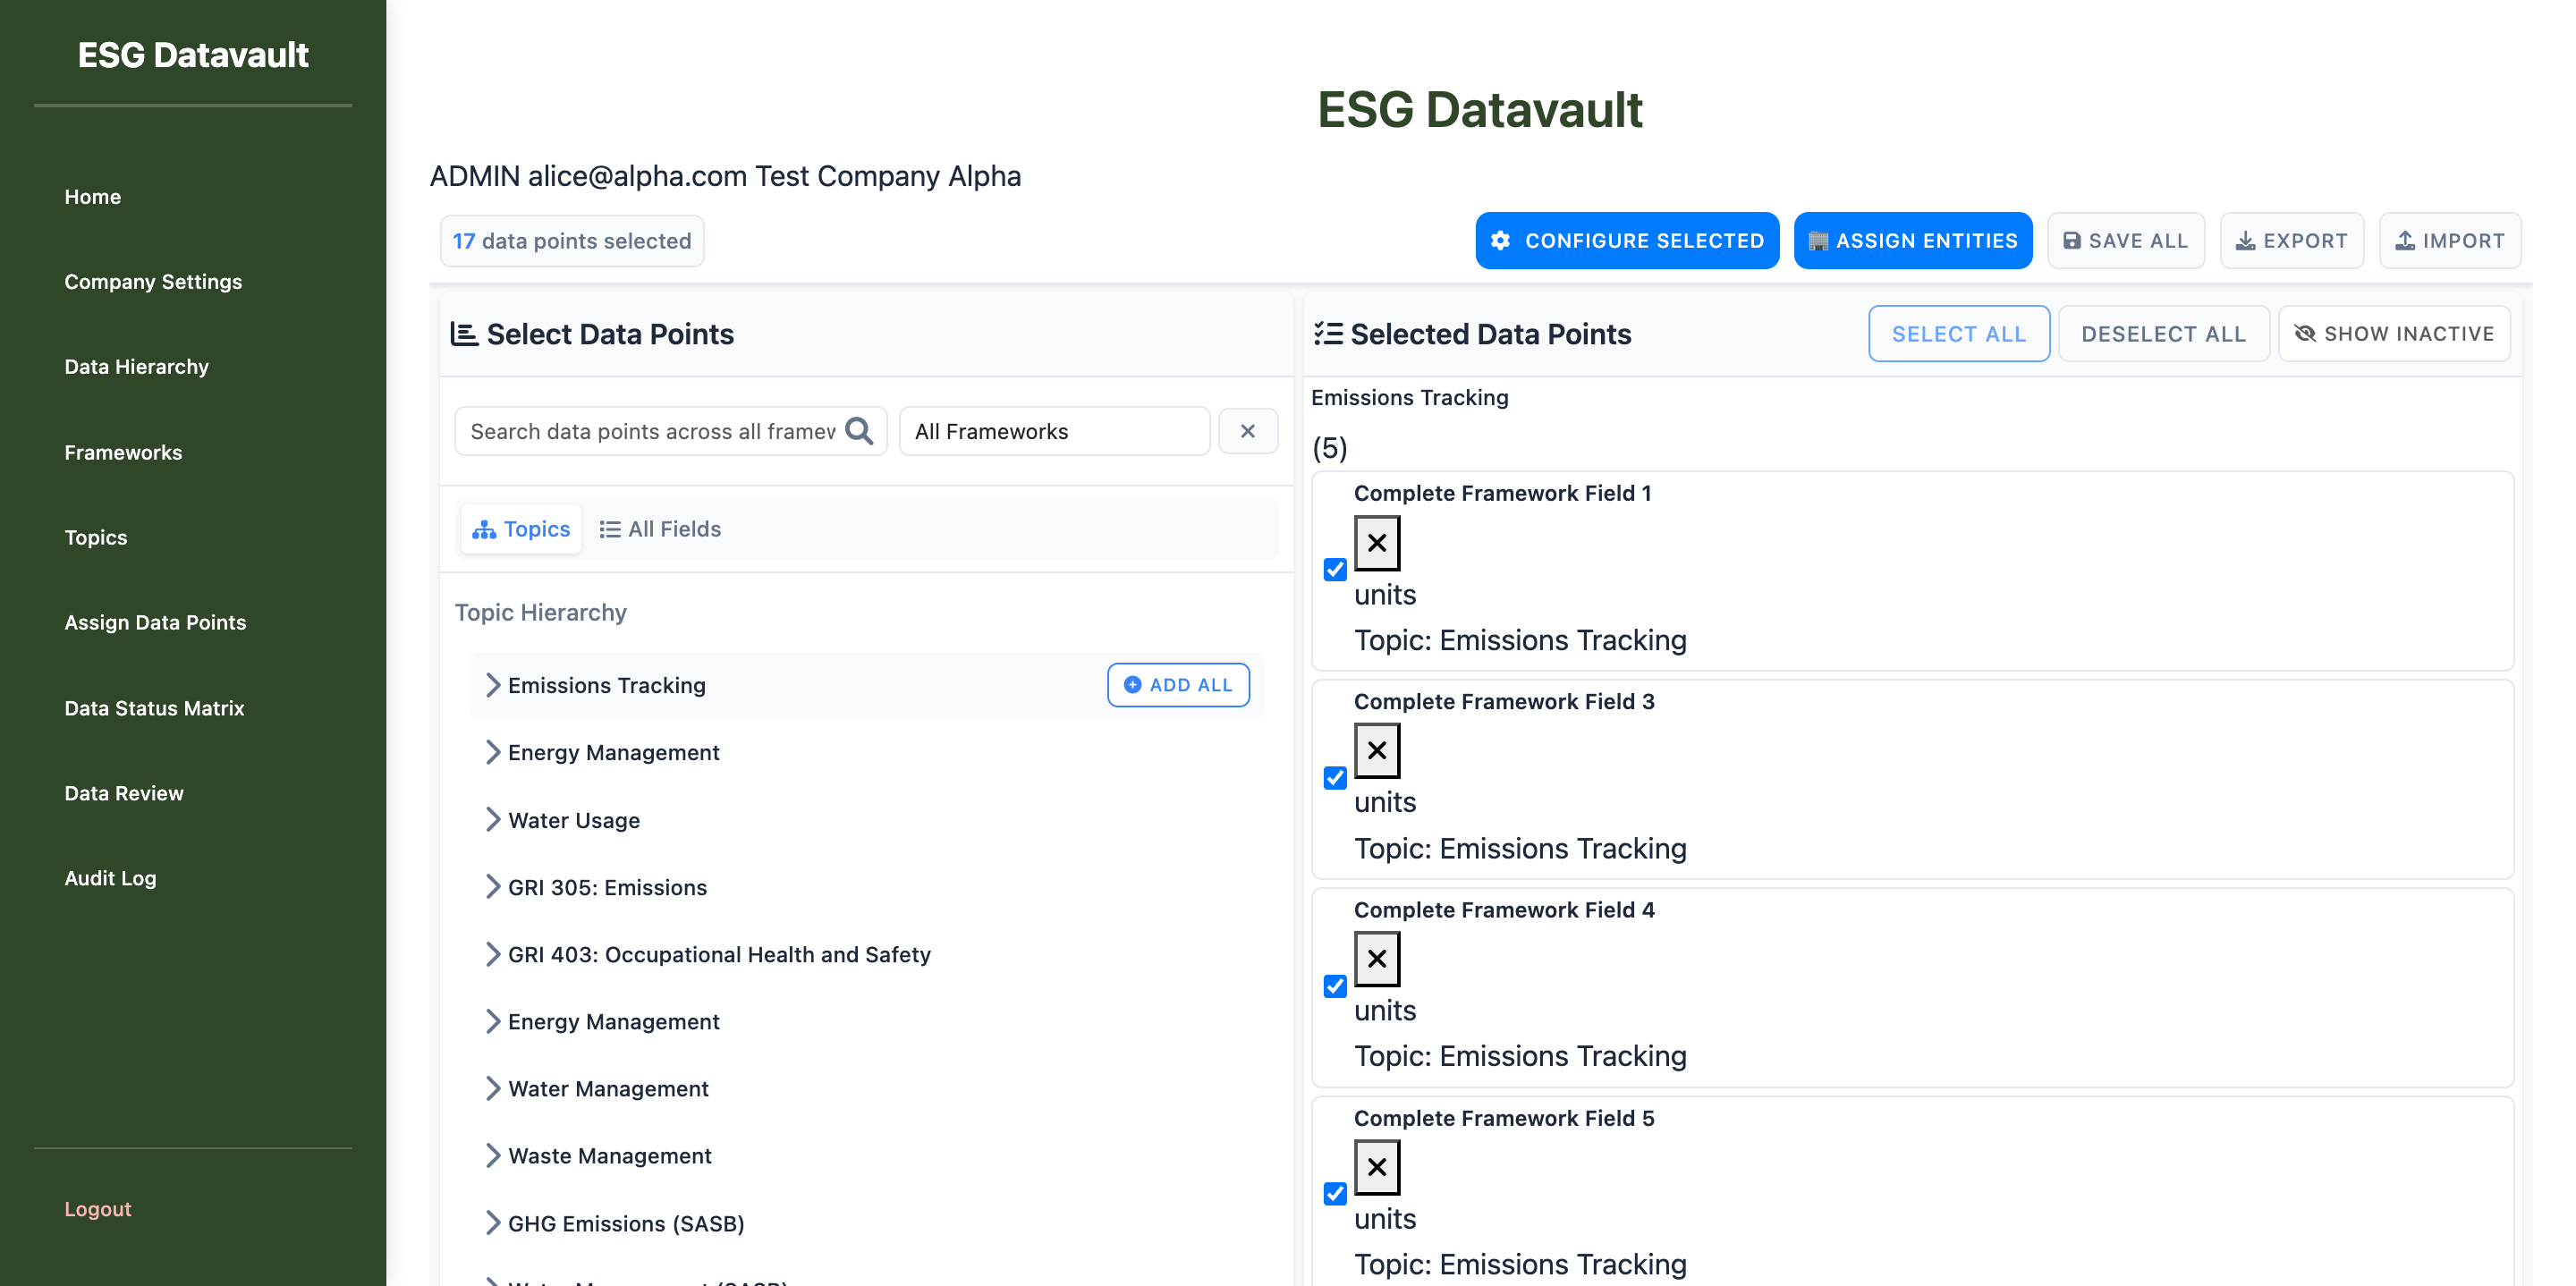 ESG Datavault
Home
Company Settings
Data Hierarchy
Frameworks
Topics
Assign Data Points
Data Status Matrix
Data Review
Audit Log
Logout
ESG Datavault
ADMIN alice@alpha.com Test Company Alpha
17 data points selected
CONFIGURE SELECTED
ASSIGN ENTITIES
SAVE ALL
EXPORT
IMPORT
Select Data Points
Search data points across all framew
All Frameworks
Topics
All Fields
Topic Hierarchy
Emissions Tracking
ADD ALL
Energy Management
Water Usage
GRI 305: Emissions
GRI 403: Occupational Health and Safety
Energy Management
Water Management
Waste Management
GHG Emissions (SASB)
Water Management (SASB)
Selected Data Points
SELECT ALL
DESELECT ALL
SHOW INACTIVE
Emissions Tracking
(5)
Complete Framework Field 1
units
Topic: Emissions Tracking
Complete Framework Field 3
units
Topic: Emissions Tracking
Complete Framework Field 4
units
Topic: Emissions Tracking
Complete Framework Field 5
units
Topic: Emissions Tracking